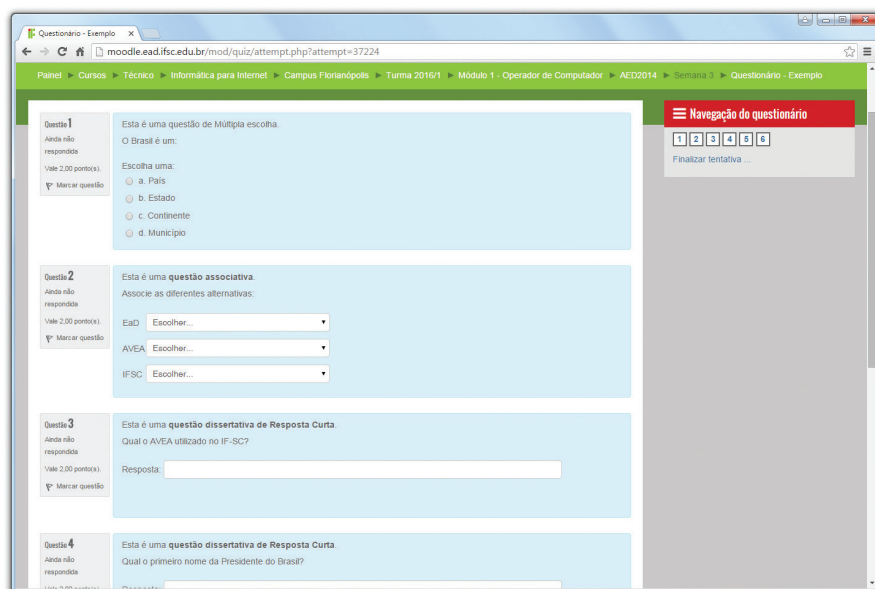 Questionário - Exemplo
moodle.ead.ifsc.edu.br/mod/quiz/attempt.php?attempt=37224
Painel ► Cursos ► Técnico ► Informática para Internet ► Campus Florianópolis ► Turma 2016/1 ► Módulo 1 - Operador de Computador ► AED2014 ► Semana 3 ► Questionário - Exemplo
Questão 1
Ainda não
respondida
Vale 2,00 ponto(s).
Marcar questão
Esta é uma questão de Múltipla escolha.
O Brasil é um:
Escolha uma:
a. País
b. Estado
c. Continente
d. Município
Questão 2
Ainda não
respondida
Vale 2,00 ponto(s).
Marcar questão
Esta é uma questão associativa.
Associe as diferentes alternativas:
EaD Escolher...
AVEA Escolher...
IFSC Escolher...
Questão 3
Ainda não
respondida
Vale 2,00 ponto(s).
Marcar questão
Esta é uma questão dissertativa de Resposta Curta.
Qual o AVEA utilizado no IF-SC?
Resposta:
Questão 4
Ainda não
respondida
Vale 2,00 ponto(s).
Esta é uma questão dissertativa de Resposta Curta.
Qual o primeiro nome da Presidente do Brasil?
Resposta:
Navegação do questionário
1 2 3 4 5 6
Finalizar tentativa ...